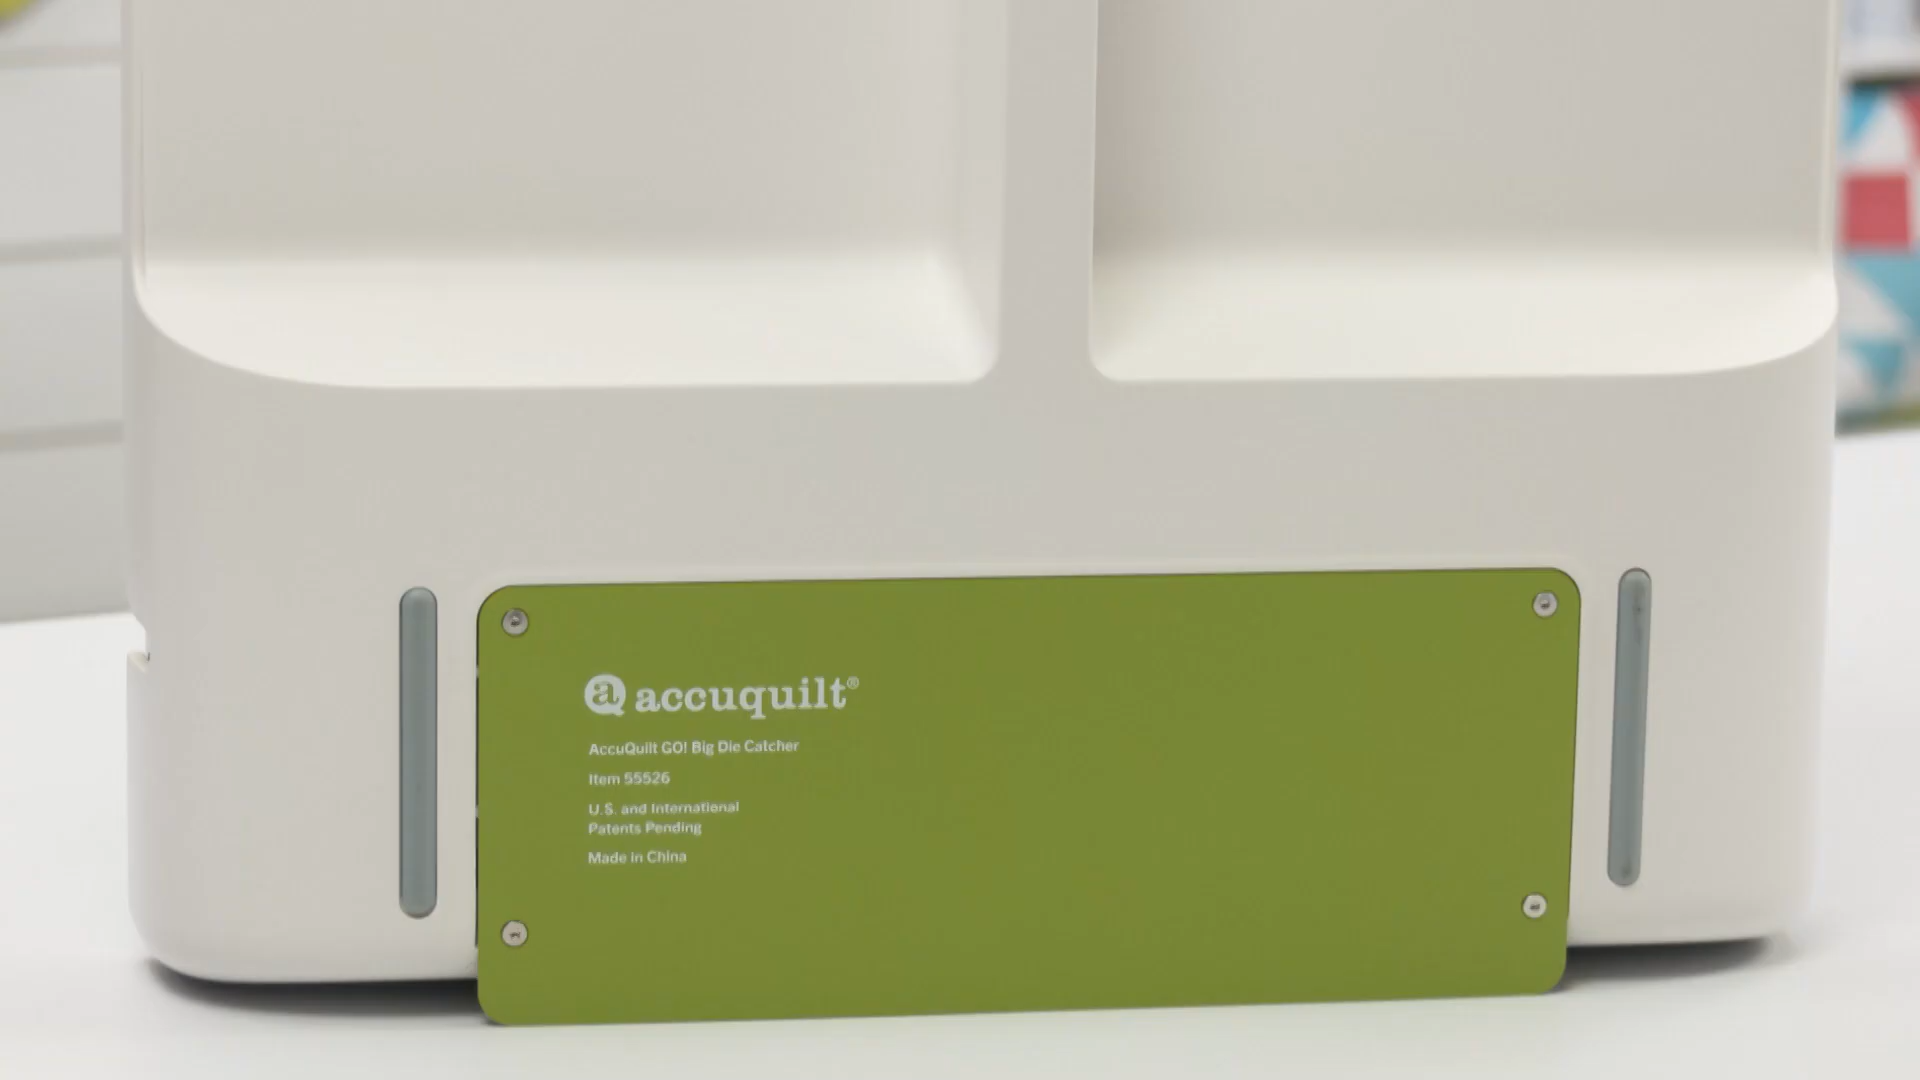 a accuquilt®
AccuQuilt GO! Big Die Catcher
Item 55526
U.S. and International
Patents Pending
Made in China